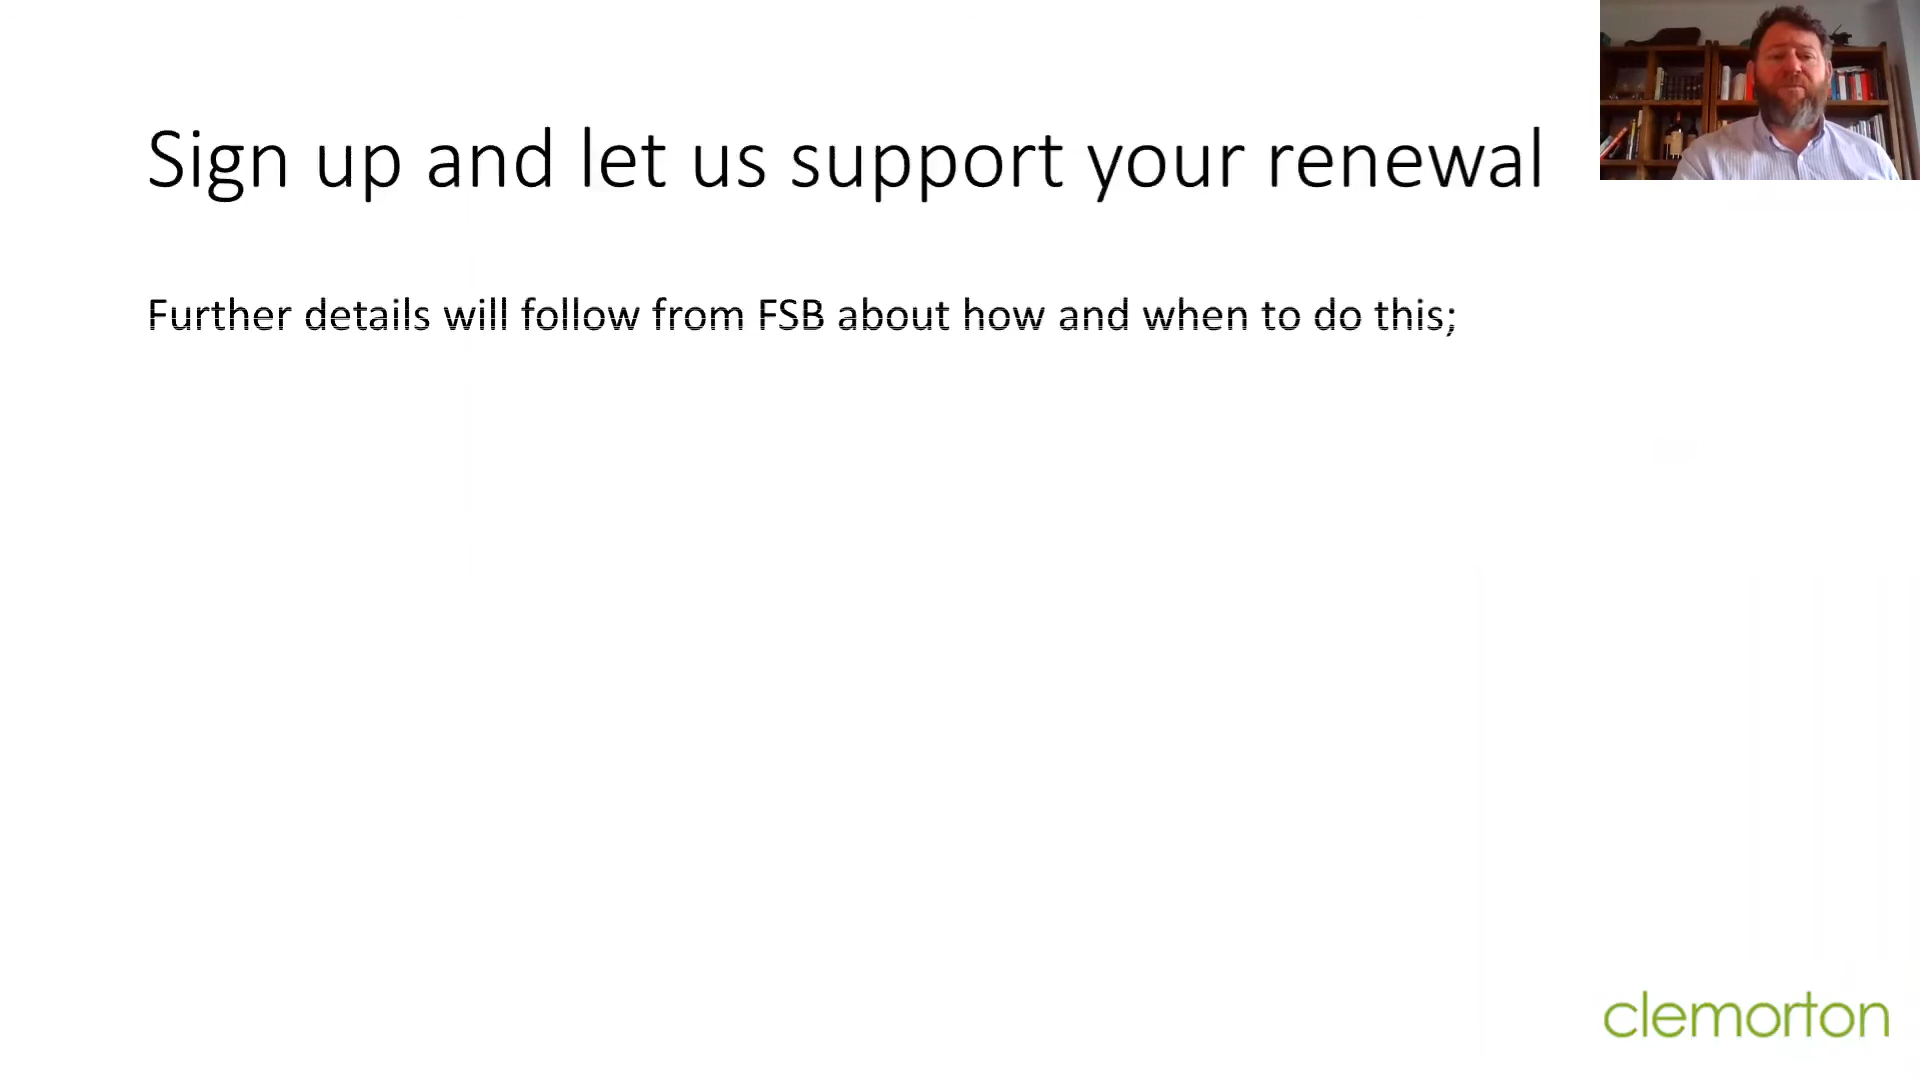 Sign up and let us support your renewal
Further details will follow from FSB about how and when to do this;
clemorton